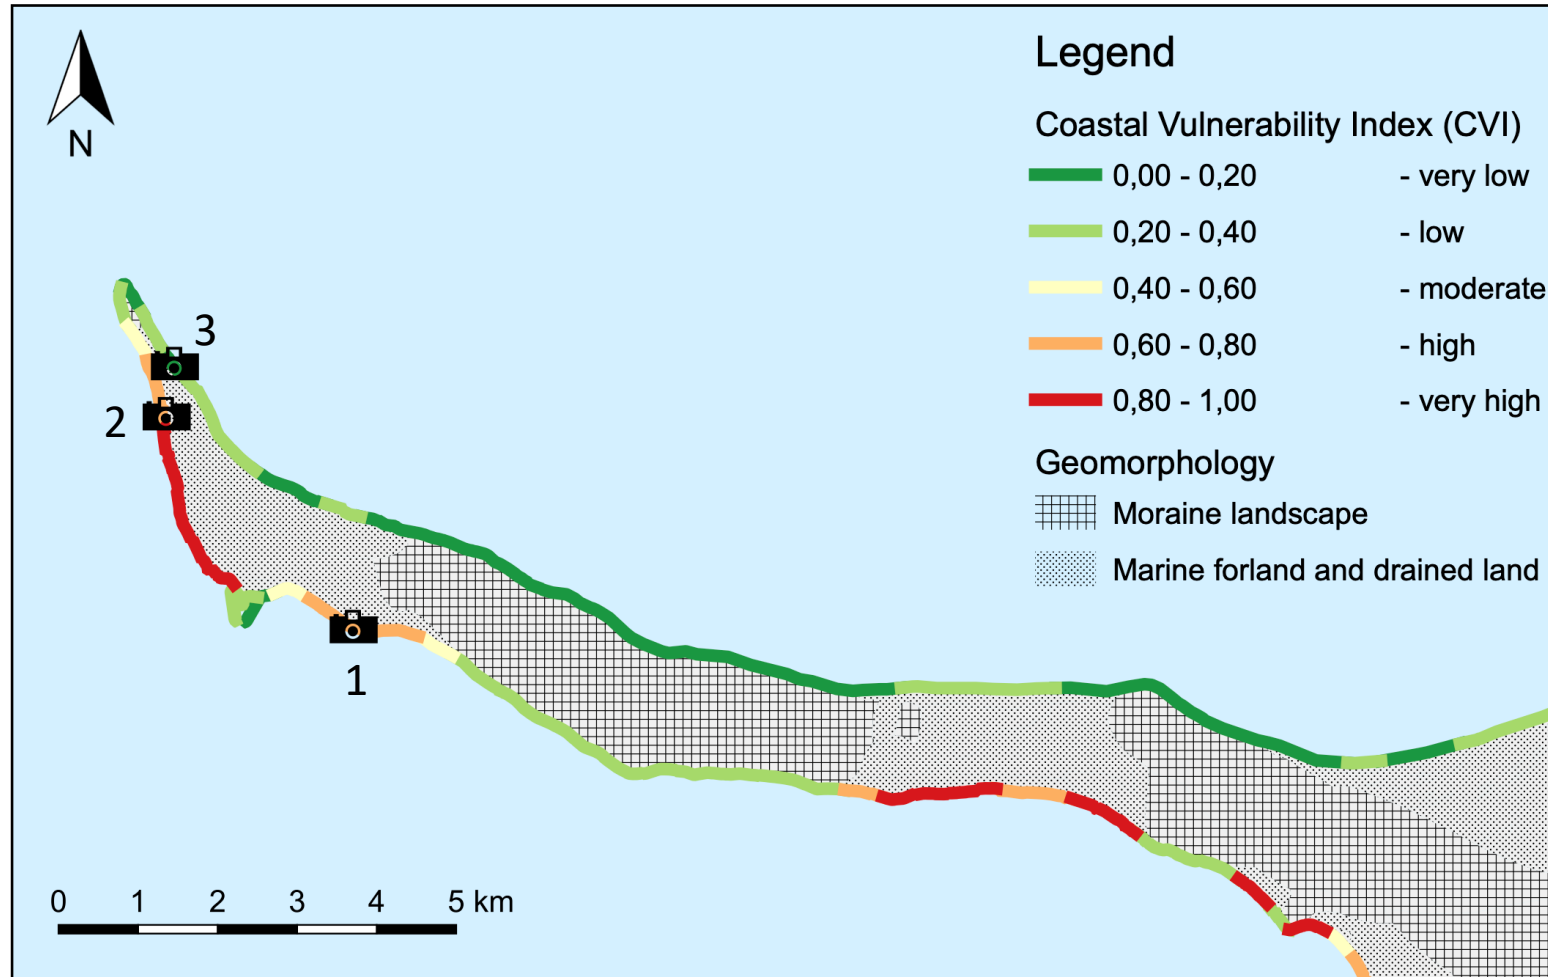 N
Legend
Coastal Vulnerability Index (CVI)
0,00 - 0,20 - very low
0,20 - 0,40 - low
0,40 - 0,60 - moderate
0,60 - 0,80 - high
0,80 - 1,00 - very high
Geomorphology
Moraine landscape
Marine forland and drained land
3
2
1
0 1 2 3 4 5 km